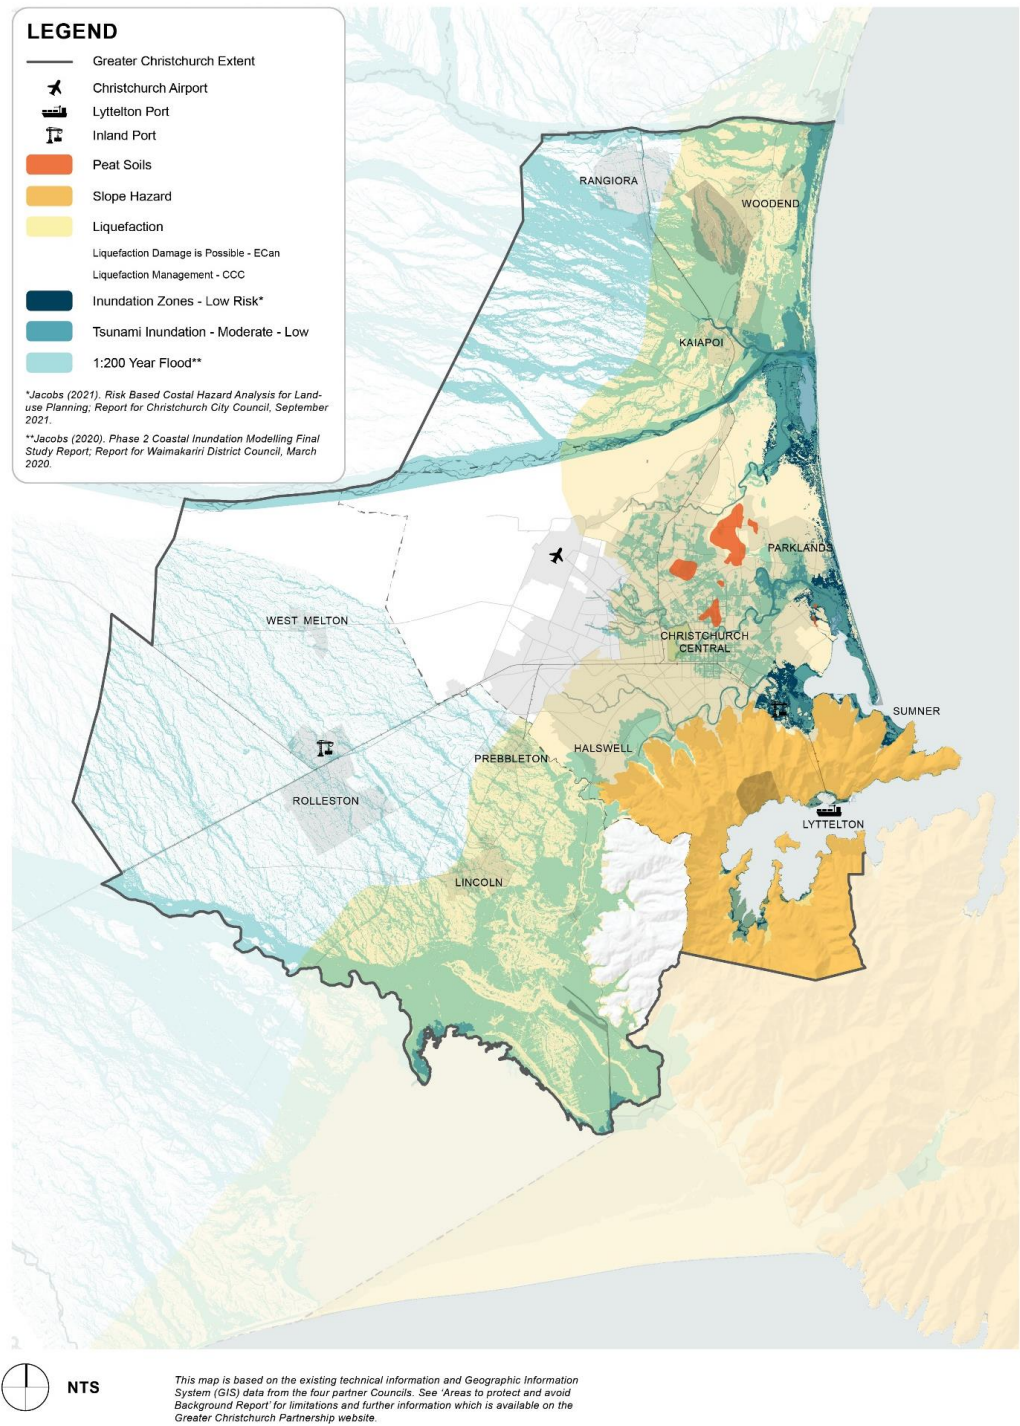 LEGEND
Greater Christchurch Extent
Christchurch Airport
Lyttelton Port
Inland Port
Peat Soils
Slope Hazard
Liquefaction
Liquefaction Damage is Possible - ECan
Liquefaction Management - CCC
Inundation Zones - Low Risk*
Tsunami Inundation - Moderate - Low
1:200 Year Flood**
*Jacobs (2021). Risk Based Costal Hazard Analysis for Land-
use Planning; Report for Christchurch City Council, September
2021.
**Jacobs (2020). Phase 2 Coastal Inundation Modelling Final
Study Report; Report for Waimakariri District Council, March
2020.
RANGIORA
WOODEND
KAIAPOI
PARKLANDS
WEST MELTON
CHRISTCHURCH
CENTRAL
SUMNER
HALSWELL
PREBBLETON
ROLLESTON
LYTTELTON
LINCOLN
NTS
This map is based on the existing technical information and Geographic Information
System (GIS) data from the four partner Councils. See 'Areas to protect and avoid
Background Report' for limitations and further information which is available on the
Greater Christchurch Partnership website.